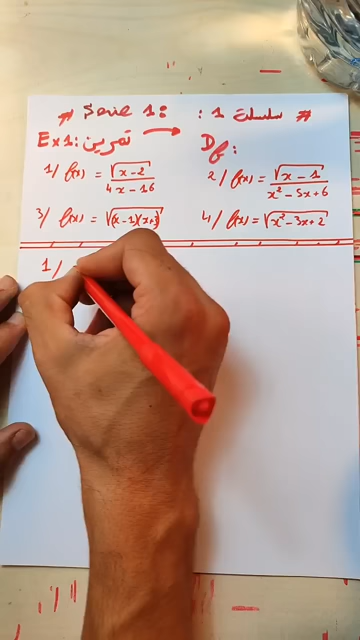 # Serie 1: : 1 سلسلة #
Ex1: تمرين → Df :
1/ f(x) = √(x-2) / (4x-16)
2/ f(x) = √(x-1) / (x²-5x+6)
3/ f(x) = √((x-1)(x+3))
4/ f(x) = √(x²-3x+2)
1/